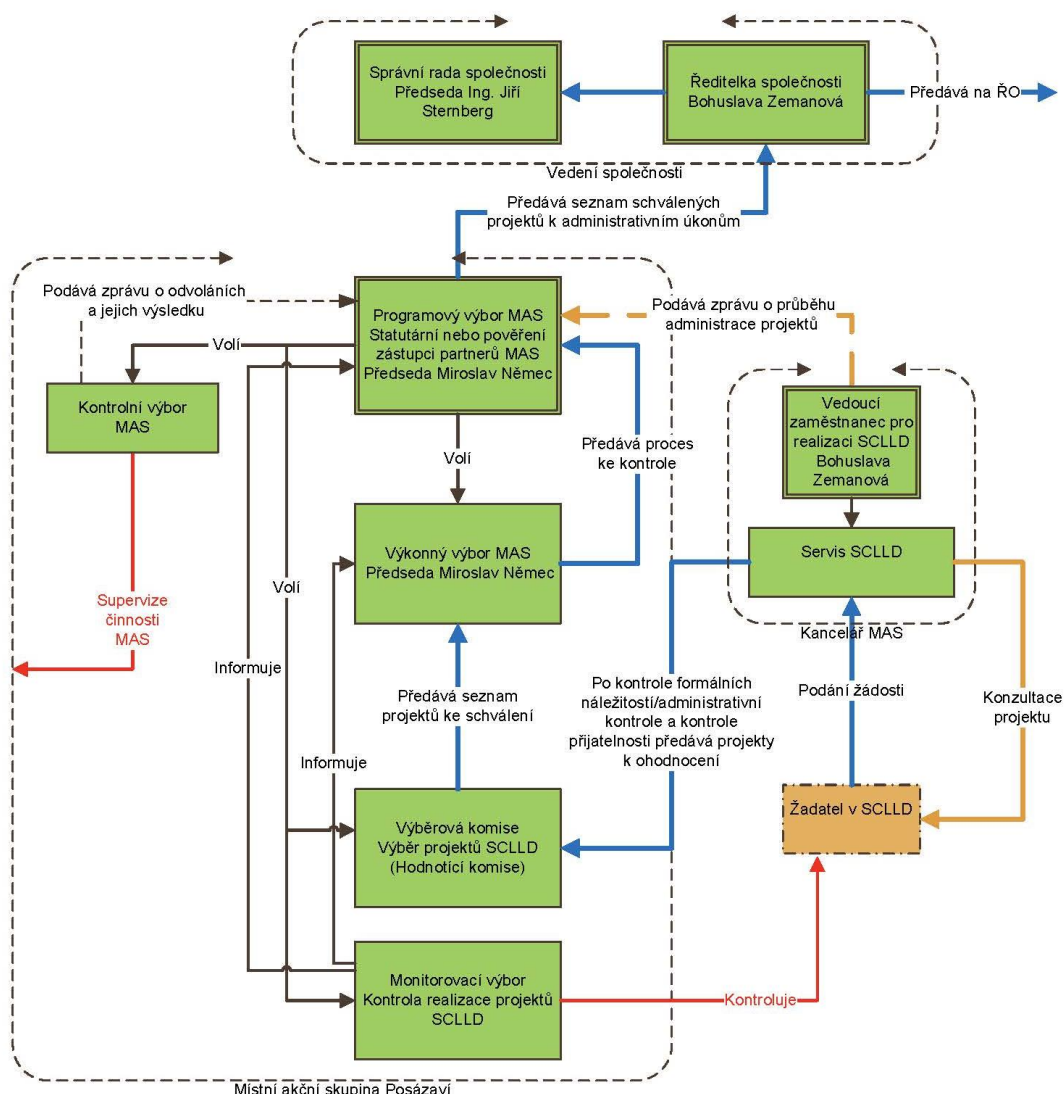 Správní rada společnosti
Předseda Ing. Jiří
Sternberg
Ředitelka společnosti
Bohuslava Zemanová
Předává na ŘO
Vedení společnosti
Předává seznam schválených
projektů k administrativním úkonům
Podává zprávu o odvoláních
a jejich výsledku
Programový výbor MAS
Statutární nebo pověření
zástupci partnerů MAS
Předseda Miroslav Němec
Podává zprávu o průběhu
administrace projektů
Volí
Kontrolní výbor
MAS
Vedoucí
zaměstnanec pro
realizaci SCLLD
Bohuslava
Zemanová
Volí
Předává proces
ke kontrole
Výkonný výbor MAS
Předseda Miroslav Němec
Servis SCLLD
Volí
Supervize
činnosti
MAS
Kancelář MAS
Informuje
Předává seznam
projektů ke schválení
Po kontrole formálních
náležitostí/administrativní
kontrole a kontrole
přijatelnosti předává projekty
k ohodnocení
Podání žádosti
Konzultace
projektu
Informuje
Výběrová komise
Výběr projektů SCLLD
(Hodnotící komise)
Žadatel v SCLLD
Monitorovací výbor
Kontrola realizace projektů
SCLLD
Kontroluje
Místní akční skupina Posázaví